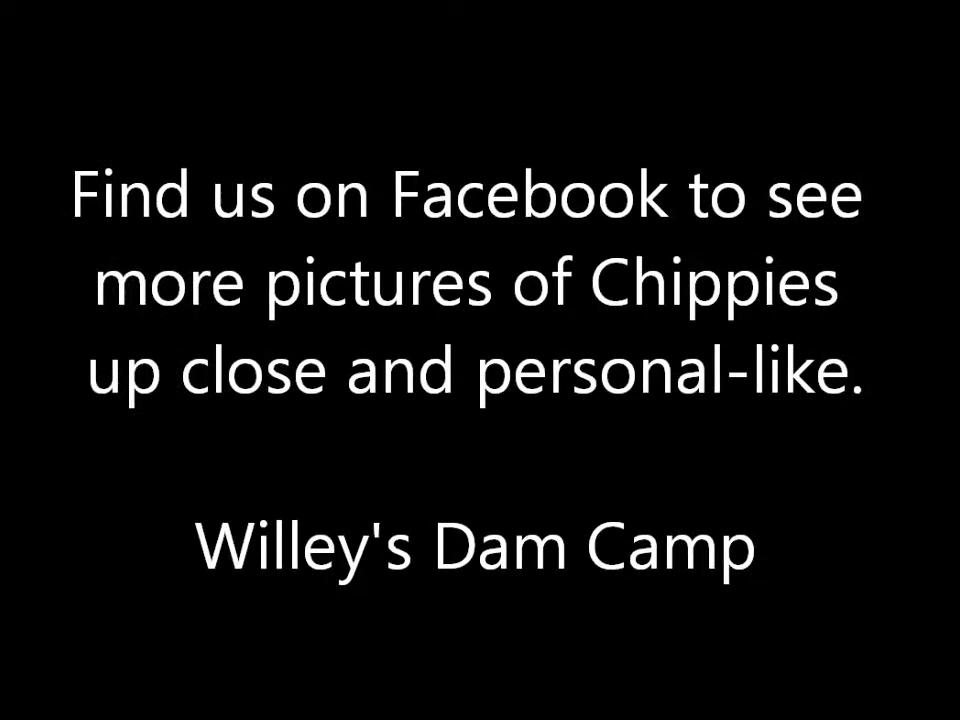 Find us on Facebook to see
more pictures of Chippies
up close and personal-like.
Willey's Dam Camp